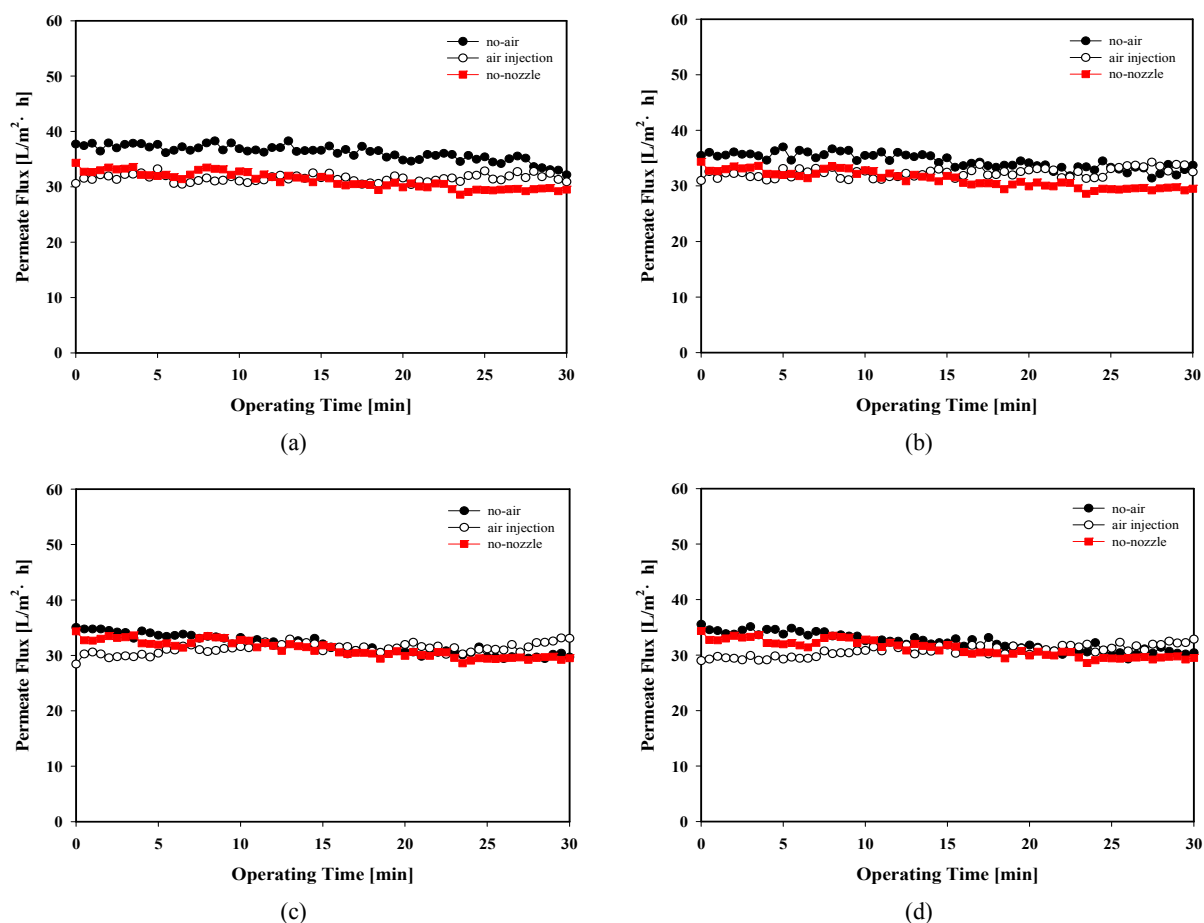 Permeate Flux [L/m²· h]
60
50
40
30
20
10
0
no-air
air injection
no-nozzle
0 5 10 15 20 25 30
Operating Time [min]
(a)
Permeate Flux [L/m²· h]
60
50
40
30
20
10
0
no-air
air injection
no-nozzle
0 5 10 15 20 25 30
Operating Time [min]
(b)
Permeate Flux [L/m²· h]
60
50
40
30
20
10
0
no-air
air injection
no-nozzle
0 5 10 15 20 25 30
Operating Time [min]
(c)
Permeate Flux [L/m²· h]
60
50
40
30
20
10
0
no-air
air injection
no-nozzle
0 5 10 15 20 25 30
Operating Time [min]
(d)